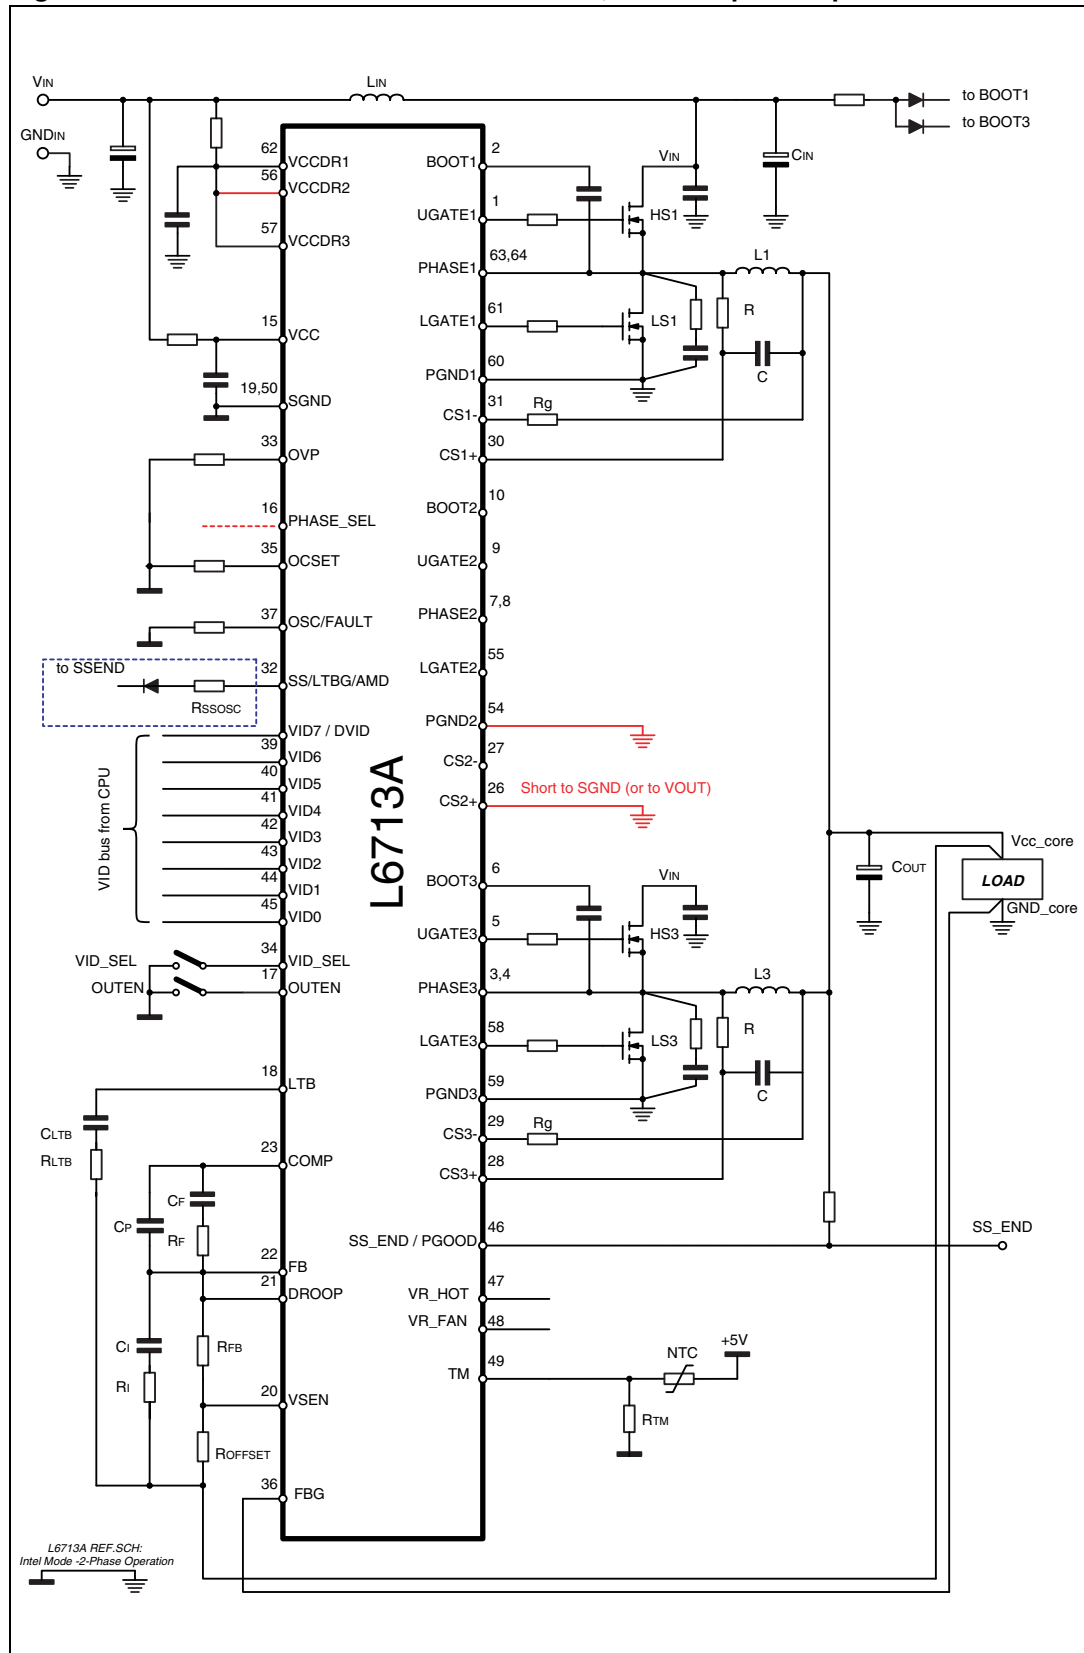 VIN
LIN
to BOOT1
to BOOT3
GNDIN
CIN
62
VCCDR1
56
VCCDR2
57
VCCDR3
15
VCC
19,50
SGND
33
OVP
16
PHASE_SEL
35
OCSET
37
OSC/FAULT
to SSEND
32
SS/LTBG/AMD
RSSOSC
VID bus from CPU
VID7 / DVID
39
VID6
40
VID5
41
VID4
42
VID3
43
VID2
44
VID1
45
VID0
VID_SEL
34
VID_SEL
OUTEN
17
OUTEN
18
LTB
CLTB
RLTB
23
COMP
CF
CP
RF
22
FB
21
DROOP
CI
RFB
RI
20
VSEN
ROFFSET
36
FBG
L6713A
2
BOOT1
VIN
1
UGATE1
HS1
63,64
PHASE1
L1
61
LGATE1
LS1
R
60
PGND1
C
31
CS1-
Rg
30
CS1+
10
BOOT2
9
UGATE2
7,8
PHASE2
55
LGATE2
54
PGND2
27
CS2-
26
CS2+
Short to SGND (or to VOUT)
Vcc_core
COUT
LOAD
GND_core
6
BOOT3
VIN
5
UGATE3
HS3
3,4
PHASE3
L3
58
LGATE3
LS3
R
59
PGND3
C
29
CS3-
Rg
28
CS3+
46
SS_END / PGOOD
SS_END
47
VR_HOT
48
VR_FAN
49
TM
NTC
+5V
RTM
L6713A REF.SCH:
Intel Mode -2-Phase Operation